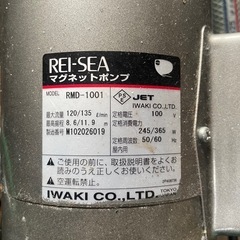 REI-SEA
マグネットポンプ
MODEL RMD-1001
PSE JET
IWAKI CO., LTD.
最大流量 120/135 ℓ/min
定格電圧 100 V
最高揚程 8.6/11.9 m
定格消費電力 245/365 W
製造番号 M102026019
定格周波数 50/60 Hz
屋内用
ご使用の前に、取扱説明書をよく
お読みのうえ正しくお使いください。
空運転禁止。
IWAKI CO.,LTD.
TOKYO